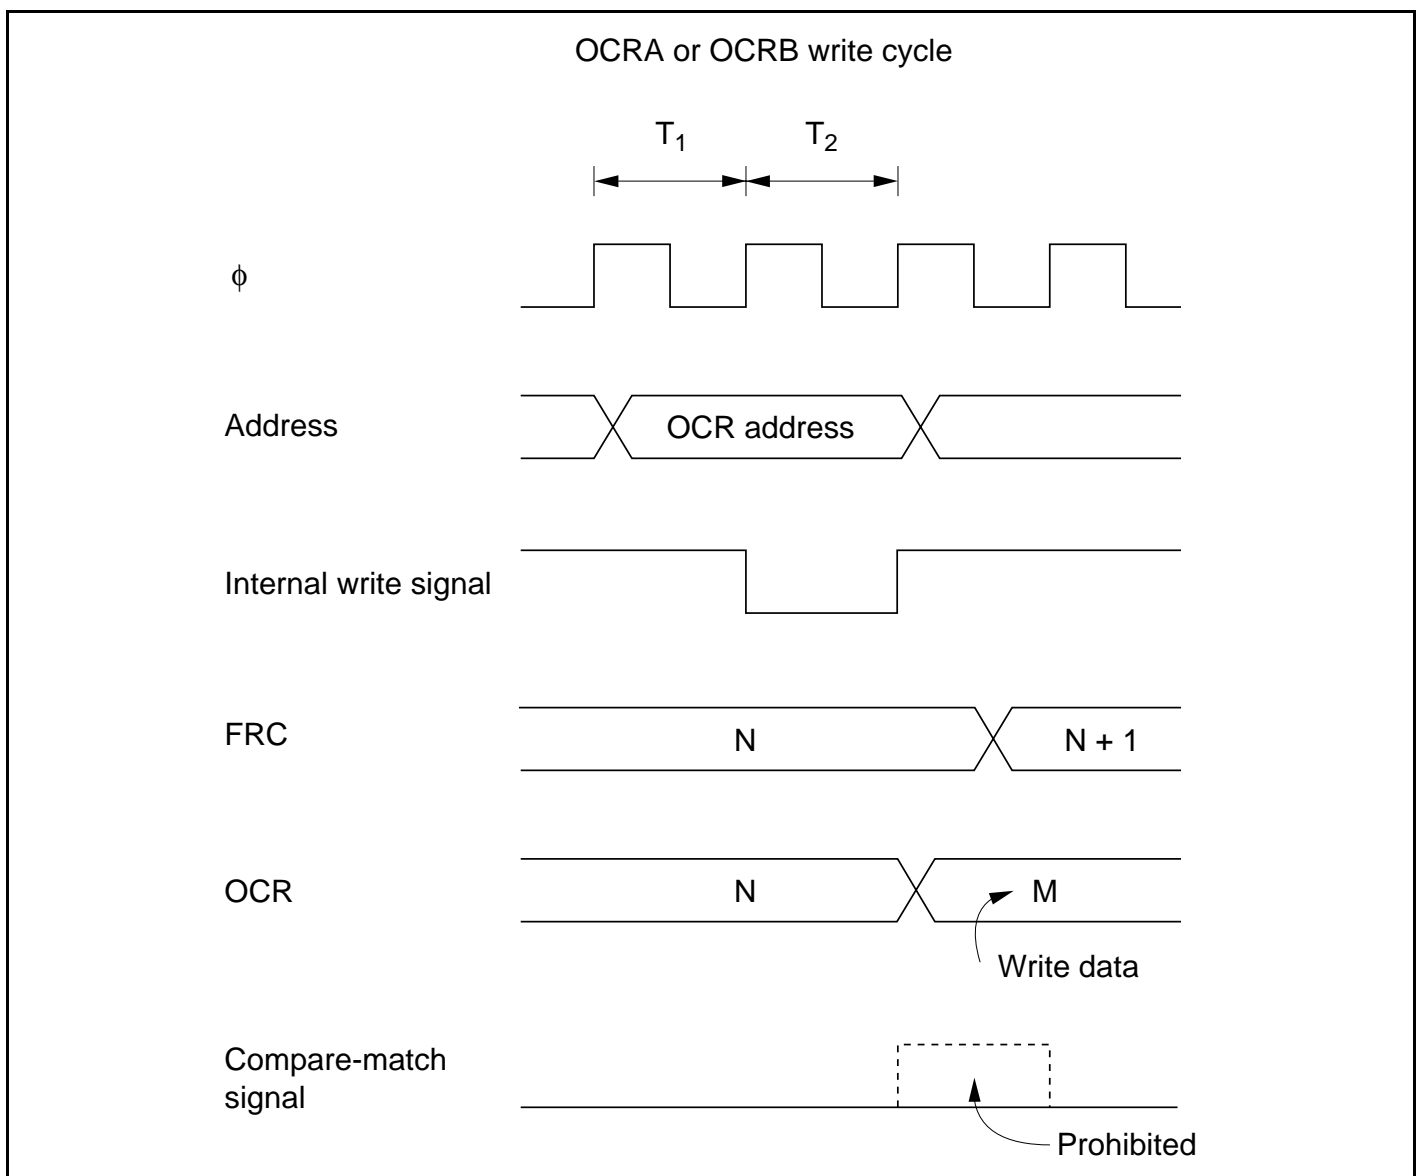 OCRA or OCRB write cycle
T1 T2
ϕ
Address OCR address
Internal write signal
FRC N N + 1
OCR N M
Write data
Compare-match
signal
Prohibited